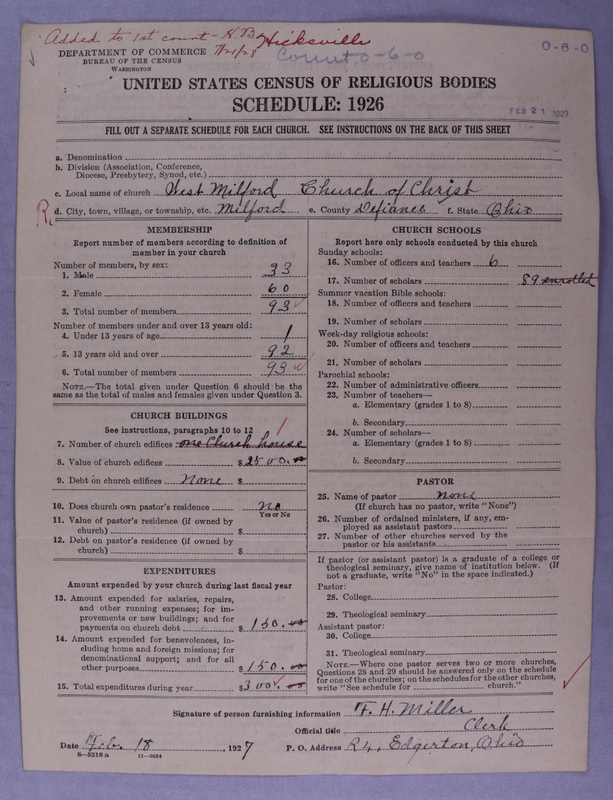 Added to 1st count - H.B. Hicksville
7/21/28
Count 0-6-0
0-6-0
DEPARTMENT OF COMMERCE
BUREAU OF THE CENSUS
WASHINGTON
UNITED STATES CENSUS OF RELIGIOUS BODIES
SCHEDULE: 1926
FEB 21 1927
FILL OUT A SEPARATE SCHEDULE FOR EACH CHURCH. SEE INSTRUCTIONS ON THE BACK OF THIS SHEET
a. Denomination
b. Division (Association, Conference,
Diocese, Presbytery, Synod, etc.)
c. Local name of church West Milford Church of Christ
R. d. City, town, village, or township, etc. Milford e. County Defiance f. State Ohio
MEMBERSHIP
Report number of members according to definition of
member in your church
Number of members, by sex:
1. Male 33
2. Female 60
3. Total number of members 93
Number of members under and over 13 years old:
4. Under 13 years of age 1
5. 13 years old and over 92
6. Total number of members 93
NOTE.—The total given under Question 6 should be the
same as the total of males and females given under Question 3.
CHURCH BUILDINGS
See instructions, paragraphs 10 to 12
1
7. Number of church edifices one Church house
8. Value of church edifices $2500.00
9. Debt on church edifices None $
10. Does church own pastor's residence no
Yes or No
11. Value of pastor's residence (if owned by
church) $
12. Debt on pastor's residence (if owned by
church) $
EXPENDITURES
Amount expended by your church during last fiscal year
13. Amount expended for salaries, repairs,
and other running expenses; for im-
provements or new buildings; and for
payments on church debt $150.00
14. Amount expended for benevolences, in-
cluding home and foreign missions; for
denominational support; and for all
other purposes $150.00
15. Total expenditures during year $300.00
CHURCH SCHOOLS
Report here only schools conducted by this church
Sunday schools:
16. Number of officers and teachers 6
17. Number of scholars 89 enrolled
Summer vacation Bible schools:
18. Number of officers and teachers
19. Number of scholars
Week-day religious schools:
20. Number of officers and teachers
21. Number of scholars
Parochial schools:
22. Number of administrative officers
23. Number of teachers—
a. Elementary (grades 1 to 8)
b. Secondary
24. Number of scholars—
a. Elementary (grades 1 to 8)
b. Secondary
PASTOR
25. Name of pastor none
(If church has no pastor, write "None")
26. Number of ordained ministers, if any, em-
ployed as assistant pastors
27. Number of other churches served by the
pastor or his assistants
If pastor (or assistant pastor) is a graduate of a college or
theological seminary, give name of institution below. (If
not a graduate, write "No" in the space indicated.)
Pastor:
28. College
29. Theological seminary
Assistant pastor:
30. College
31. Theological seminary
NOTE.—Where one pastor serves two or more churches,
Questions 28 and 29 should be answered only on the schedule
for one of the churches; on the schedules for the other churches,
write "See schedule for church."
Signature of person furnishing information F. H. Miller
Official title Clerk
Date Feb. 18, 1927 P. O. Address R4, Edgerton, Ohio
8-5318a 11-9054